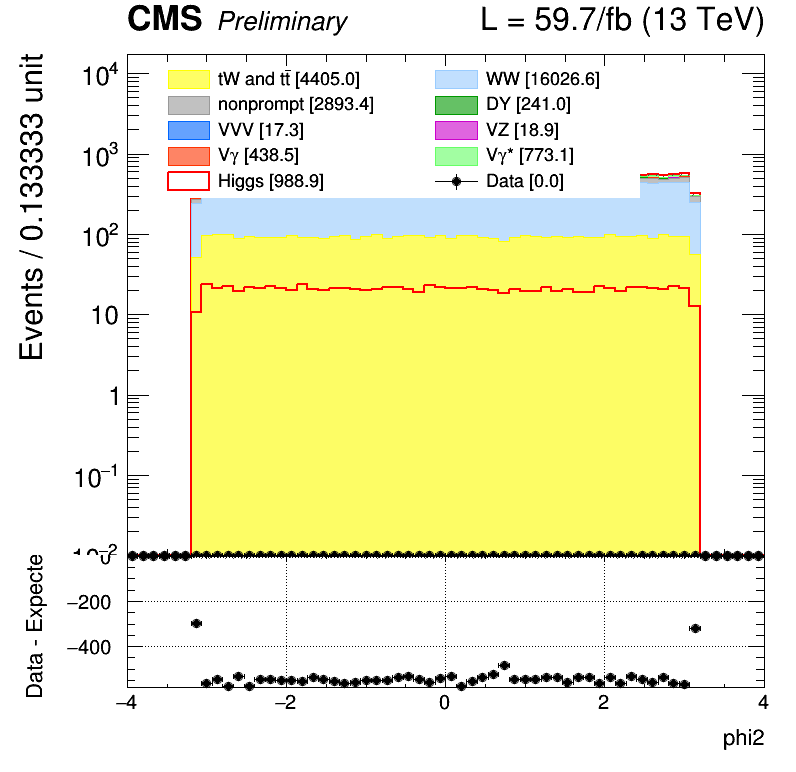 CMS Preliminary L = 59.7/fb (13 TeV)
Events / 0.133333 unit
10⁴
10³
10²
10
1
10⁻¹
tW and tt̄ [4405.0] WW [16026.6]
nonprompt [2893.4] DY [241.0]
VVV [17.3] VZ [18.9]
Vγ [438.5] Vγ* [773.1]
Higgs [988.9] Data [0.0]
Data - Expecte
−200
−400
−4 −2 0 2 4
phi2